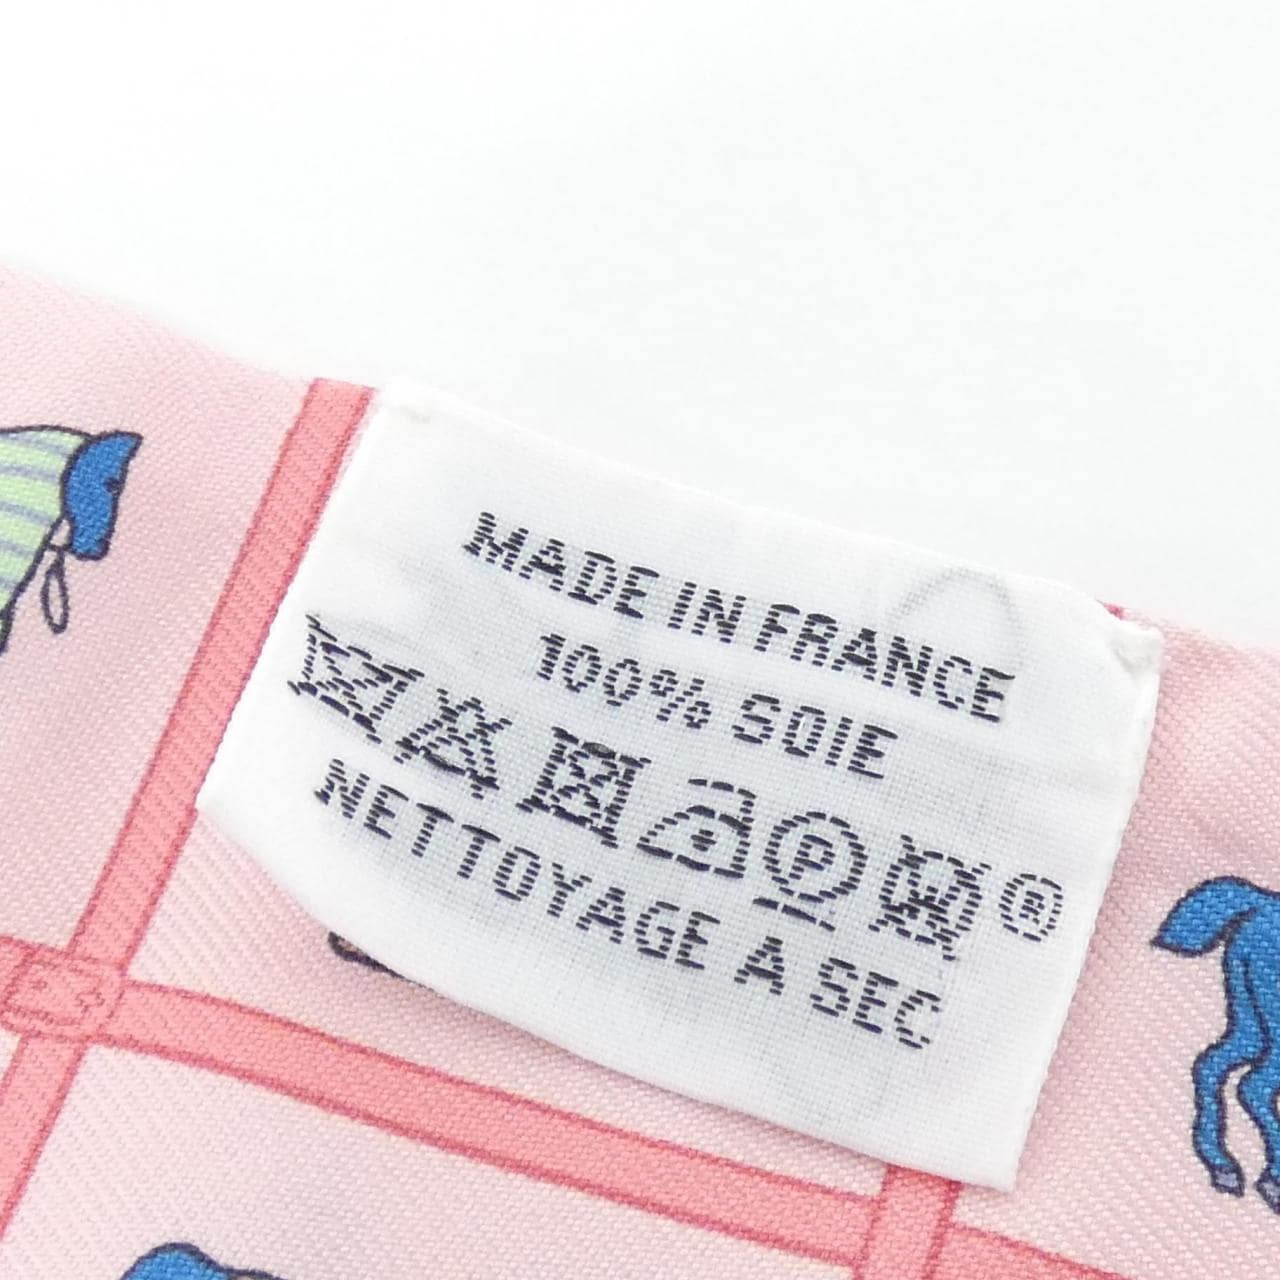 MADE IN FRANCE
100% SOIE
P ®
NETTOYAGE A SEC